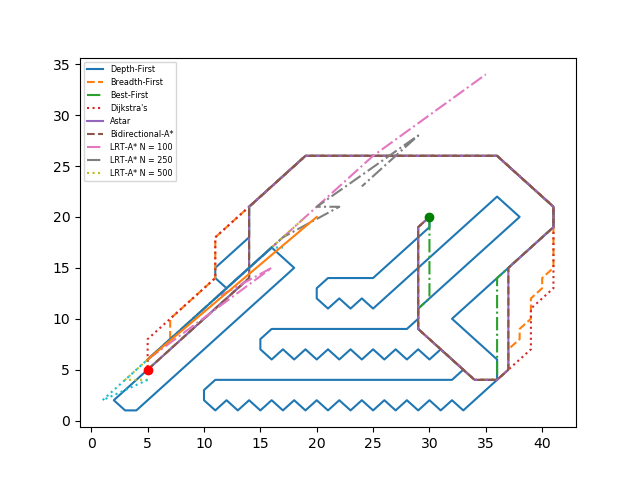 35
30
25
20
15
10
5
0
Depth-First
Breadth-First
Best-First
Dijkstra's
Astar
Bidirectional-A*
LRT-A* N = 100
LRT-A* N = 250
LRT-A* N = 500
0 5 10 15 20 25 30 35 40